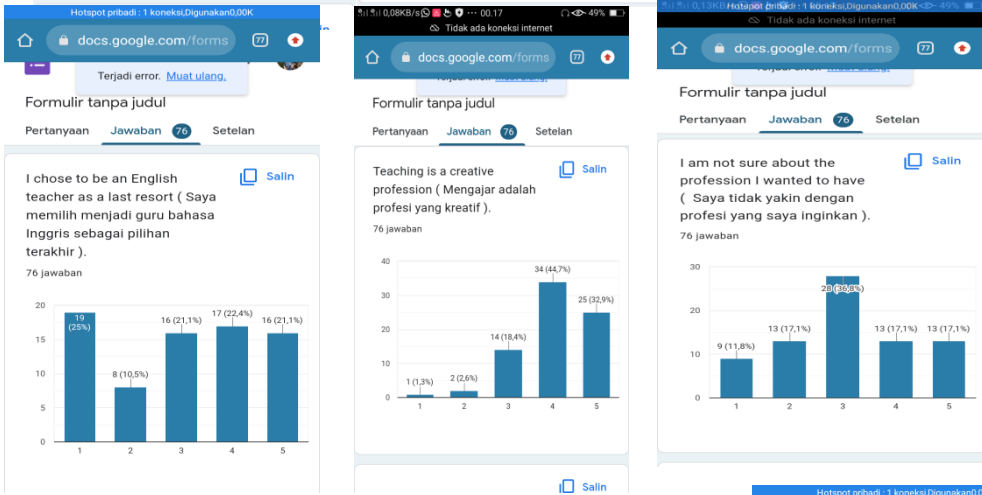 Hotspot pribadi : 1 koneksi,Digunakan0,00K
docs.google.com/forms
77
Terjadi error. Muat ulang.
Formulir tanpa judul
Pertanyaan Jawaban 76 Setelan
I chose to be an English
teacher as a last resort ( Saya
memilih menjadi guru bahasa
Inggris sebagai pilihan
terakhir ).
Salin
76 jawaban
20
15
10
5
0
19
(25%)
8 (10,5%)
16 (21,1%)
17 (22,4%)
16 (21,1%)
1 2 3 4 5
0,08KB/s 00.17 49%
Tidak ada koneksi internet
docs.google.com/forms
77
Formulir tanpa judul
Pertanyaan Jawaban 76 Setelan
Teaching is a creative
profession ( Mengajar adalah
profesi yang kreatif ).
Salin
76 jawaban
40
30
20
10
0
1 (1,3%)
2 (2,6%)
14 (18,4%)
34 (44,7%)
25 (32,9%)
1 2 3 4 5
Salin
0,13KB
Hotspot pribadi : 1 koneksi,Digunakan0,00K
49%
Tidak ada koneksi internet
docs.google.com/forms
77
Formulir tanpa judul
Pertanyaan Jawaban 76 Setelan
I am not sure about the
profession I wanted to have
( Saya tidak yakin dengan
profesi yang saya inginkan ).
Salin
76 jawaban
30
20
10
0
9 (11,8%)
13 (17,1%)
28 (36,8%)
13 (17,1%)
13 (17,1%)
1 2 3 4 5
Hotspot pribadi : 1 koneksi,Digunakan0,0